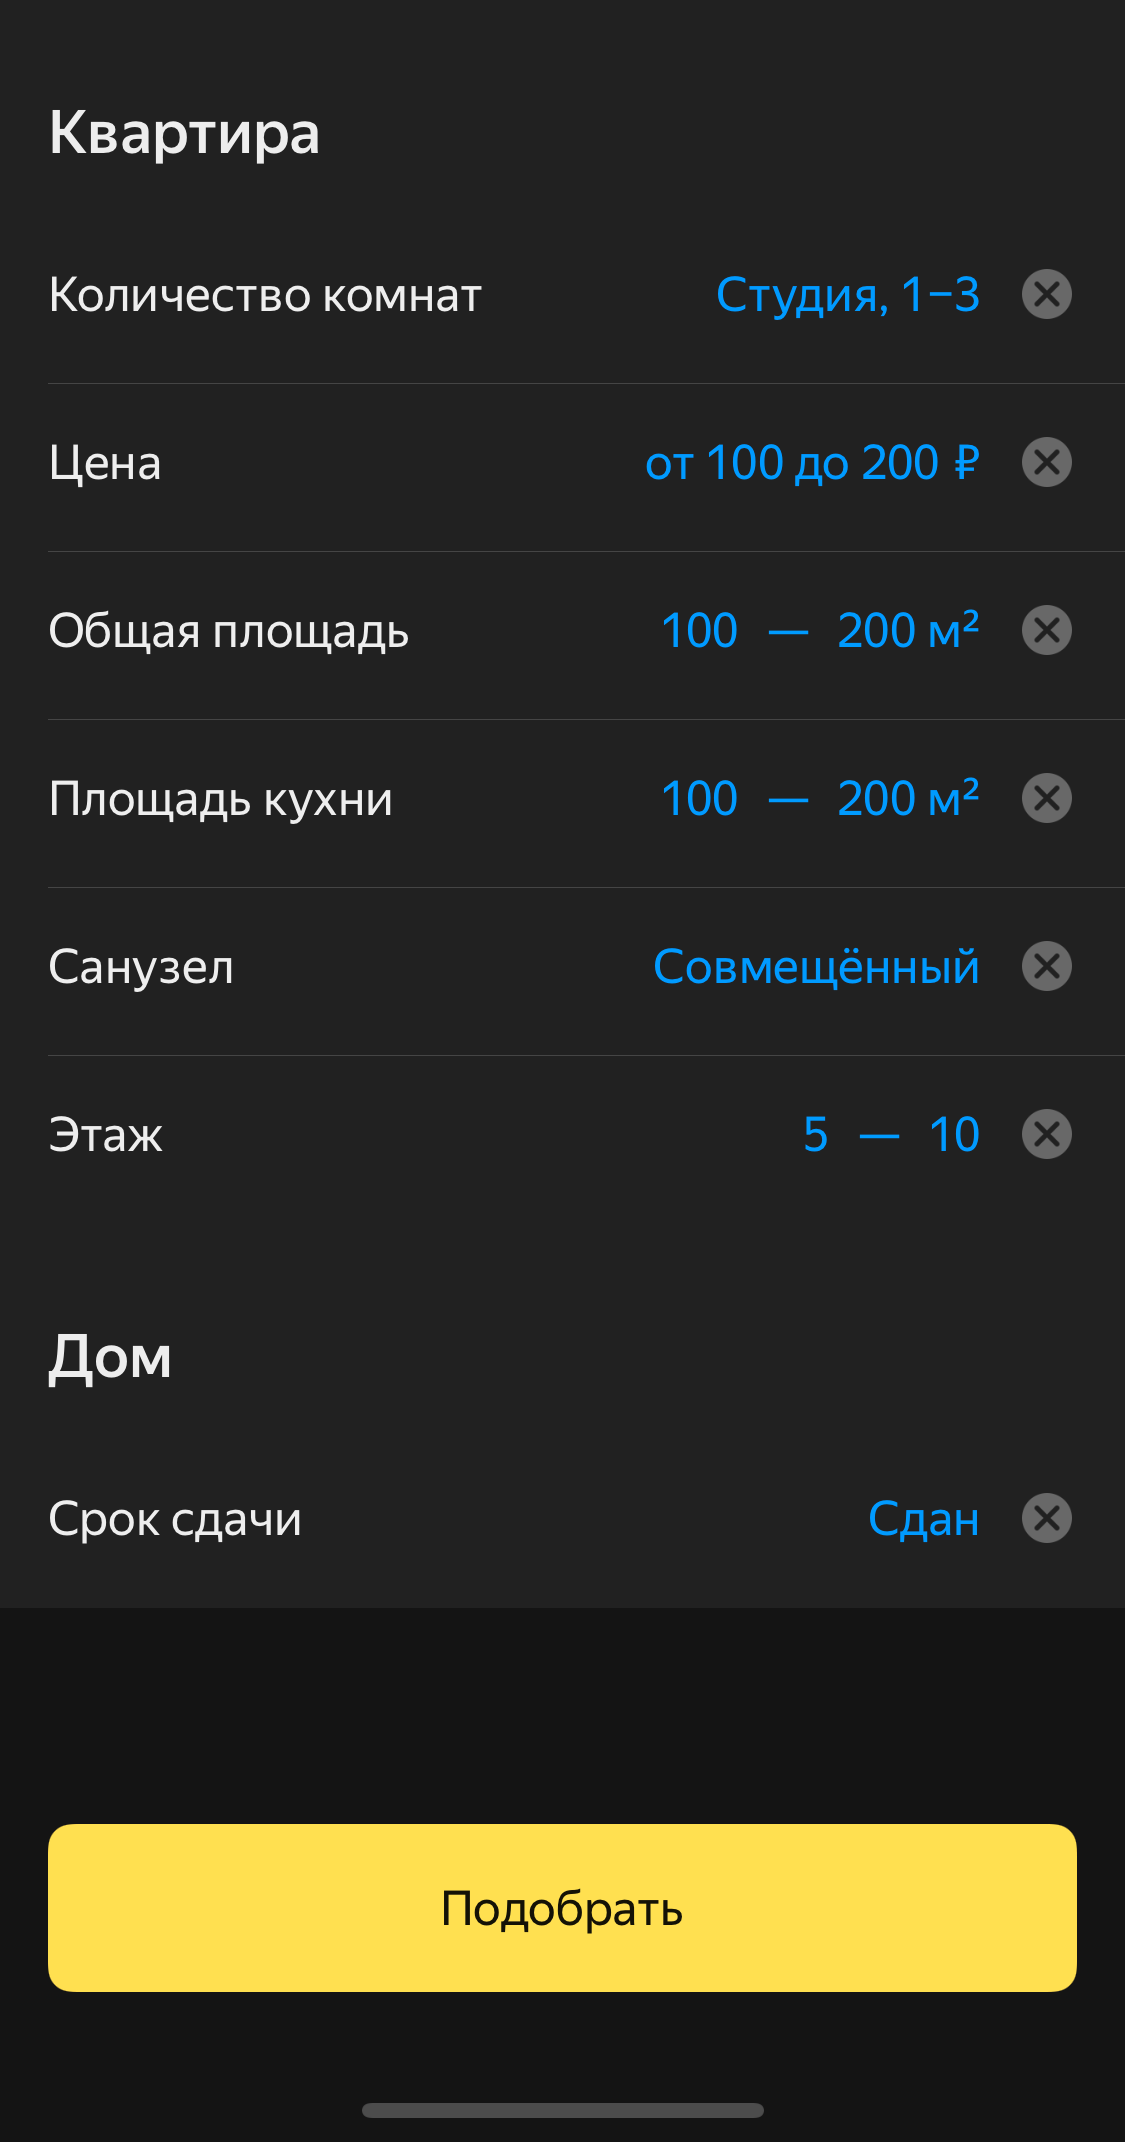 Квартира
Количество комнат Студия, 1–3
Цена от 100 до 200 ₽
Общая площадь 100 — 200 м²
Площадь кухни 100 — 200 м²
Санузел Совмещённый
Этаж 5 — 10
Дом
Срок сдачи Сдан
Подобрать